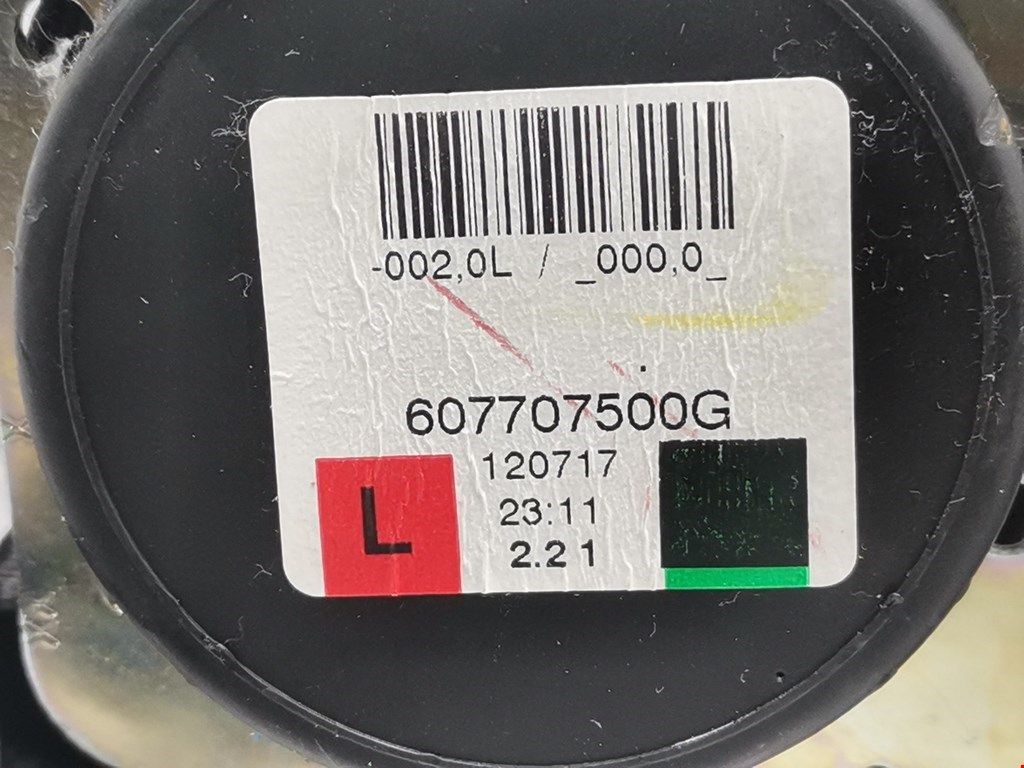 -002,0L / _000,0_
607707500G
120717
L
23:11
2.2 1